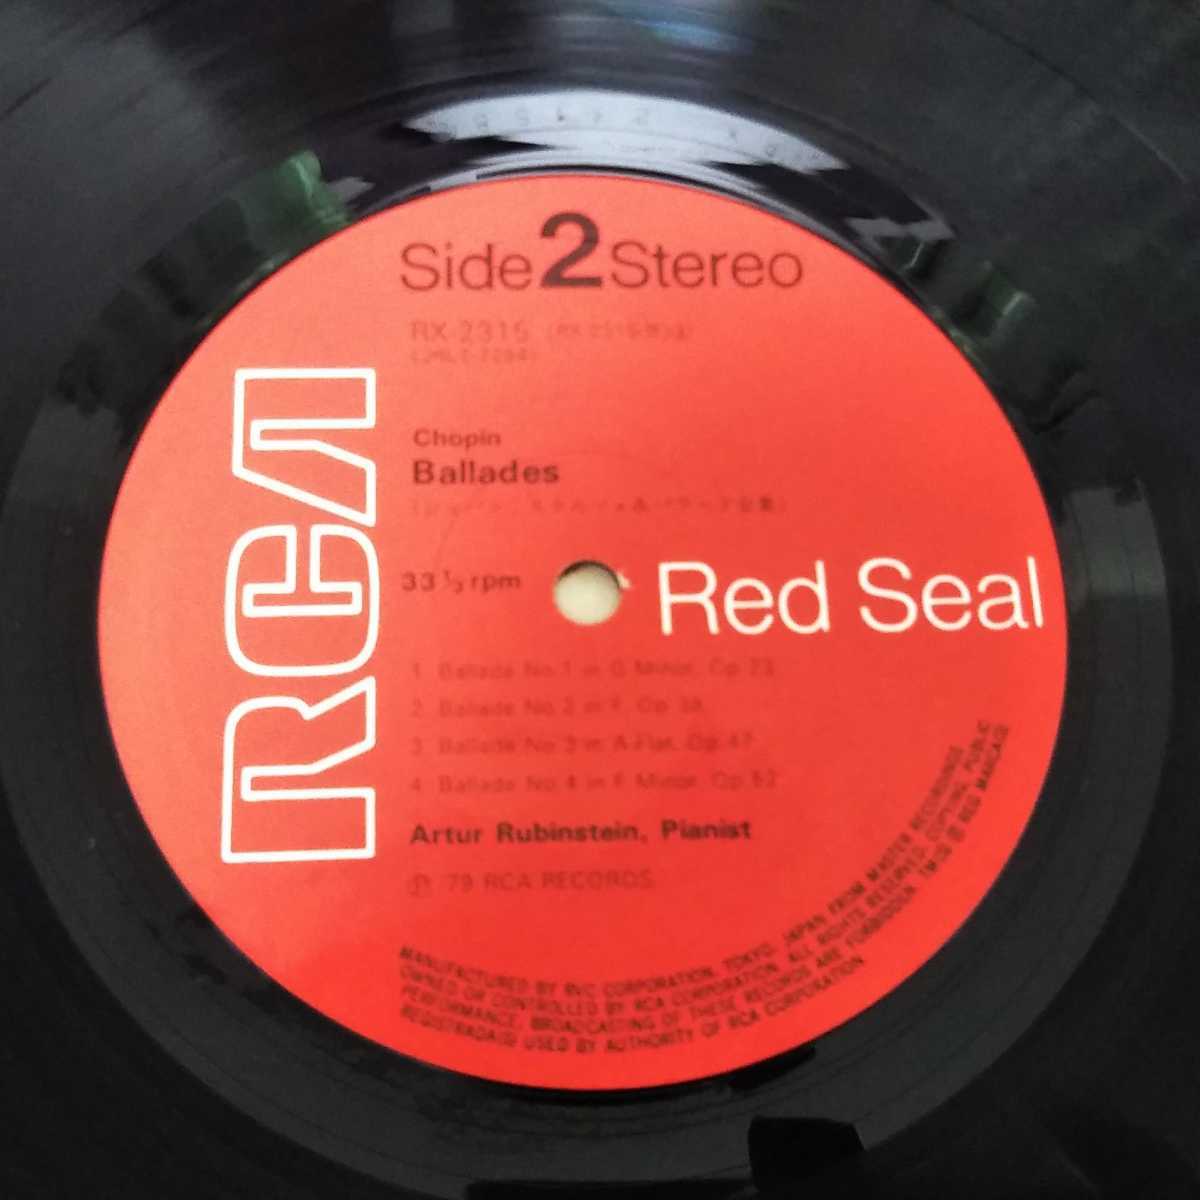 Side 2 Stereo
RX-2315
Chopin
Ballades
33 1/3 rpm
Red Seal
RCA
1 Ballade No.1 in G Minor, Op.23
2 Ballade No.2 in F, Op.38
3 Ballade No.3 in A-Flat, Op.47
4 Ballade No.4 in F Minor, Op.52
Artur Rubinstein, Pianist
Ⓟ '79 RCA RECORDS
MANUFACTURED BY RVC CORPORATION, TOKYO, JAPAN FROM MASTER RECORDINGS
OWNED OR CONTROLLED BY RCA CORPORATION. ALL RIGHTS RESERVED. COPYING, PUBLIC
PERFORMANCE, BROADCASTING OF THESE RECORDS ARE FORBIDDEN. TMK(S) ® RED MARCA(S)
REGISTRADA(S) USED BY AUTHORITY OF RCA CORPORATION